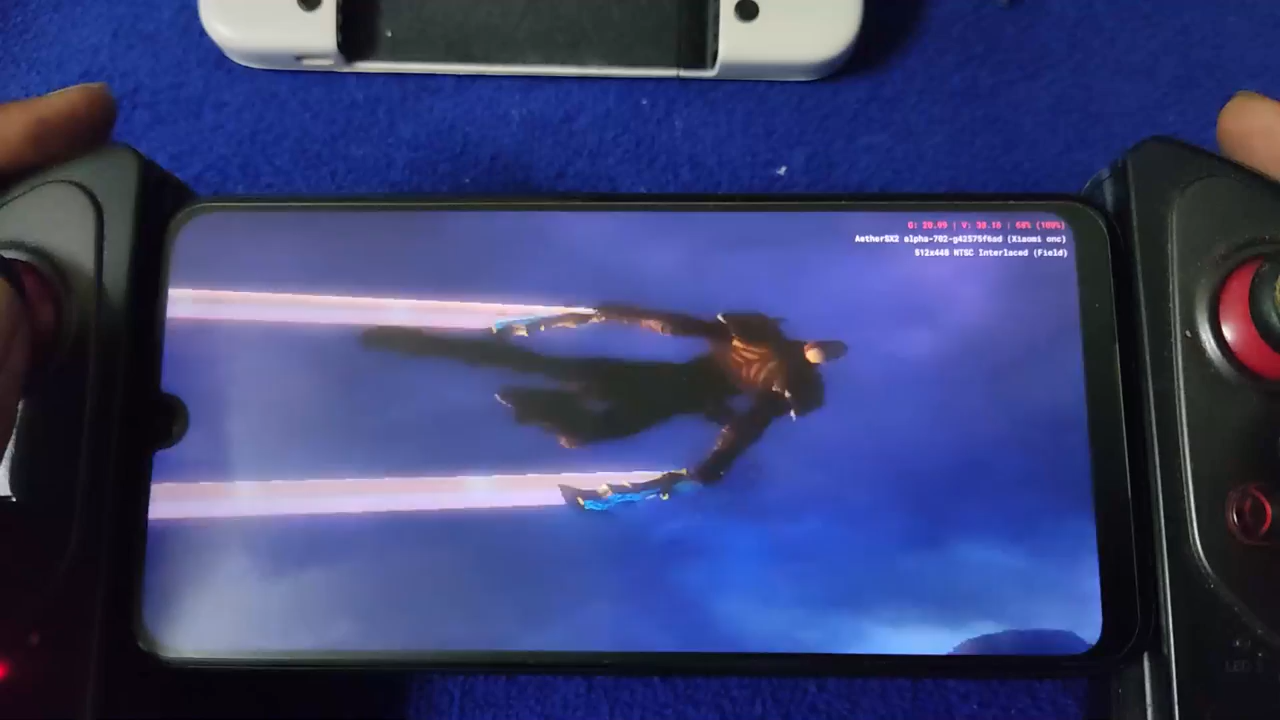 G: 20.09 | V: 38.18 | 68% (100%)
AetherSX2 alpha-702-g42575f6ad (Xiaomi onc)
512x448 NTSC Interlaced (Field)